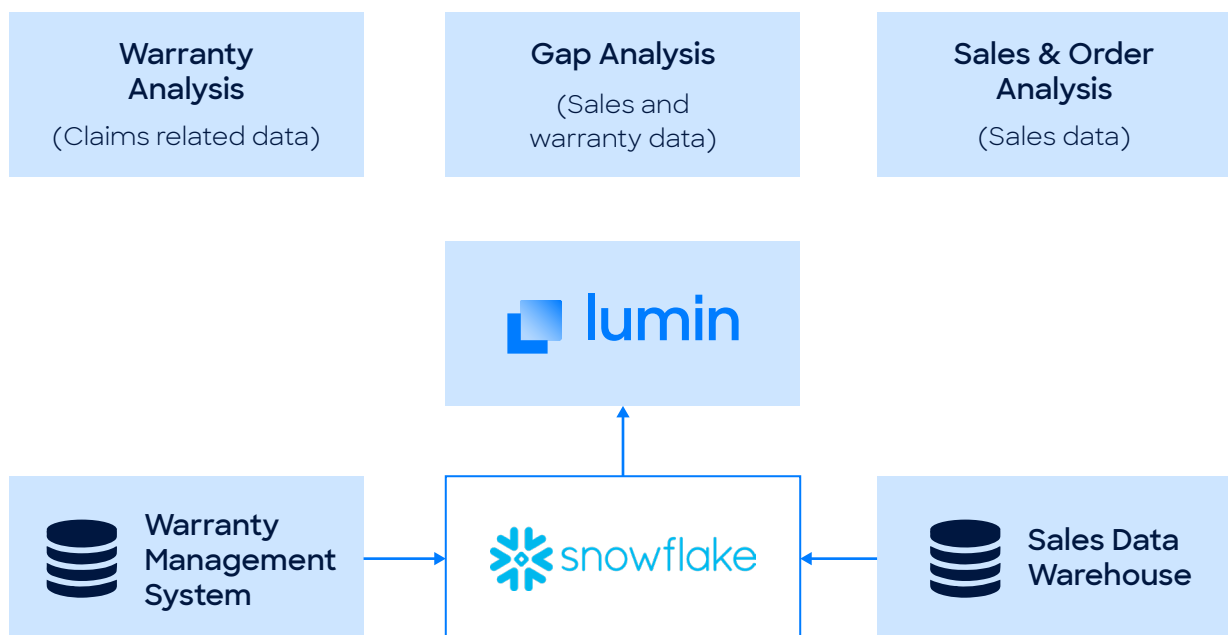 Warranty
Analysis
(Claims related data)
Gap Analysis
(Sales and
warranty data)
Sales & Order
Analysis
(Sales data)
lumin
Warranty
Management
System
snowflake
Sales Data
Warehouse